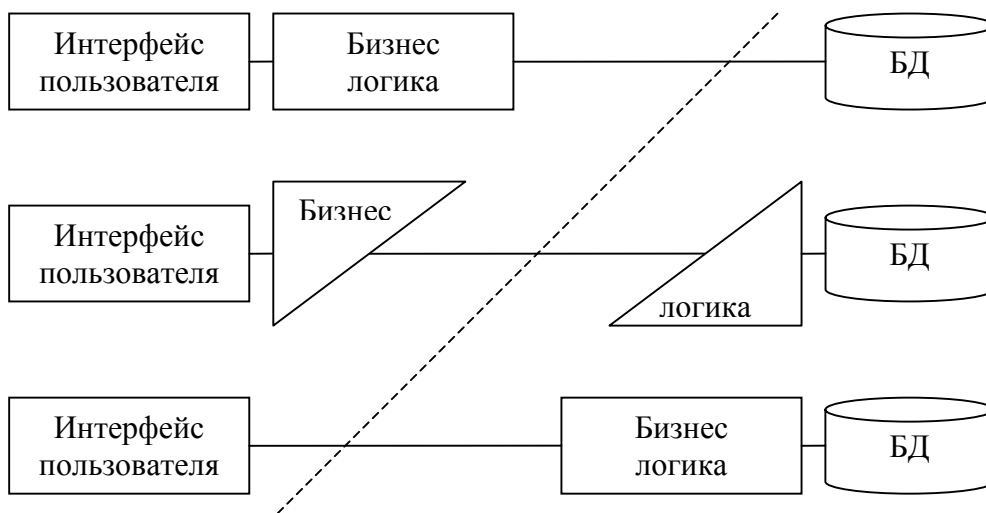 Интерфейс
пользователя
Бизнес
логика
БД
Интерфейс
пользователя
Бизнес
логика
БД
Интерфейс
пользователя
Бизнес
логика
БД